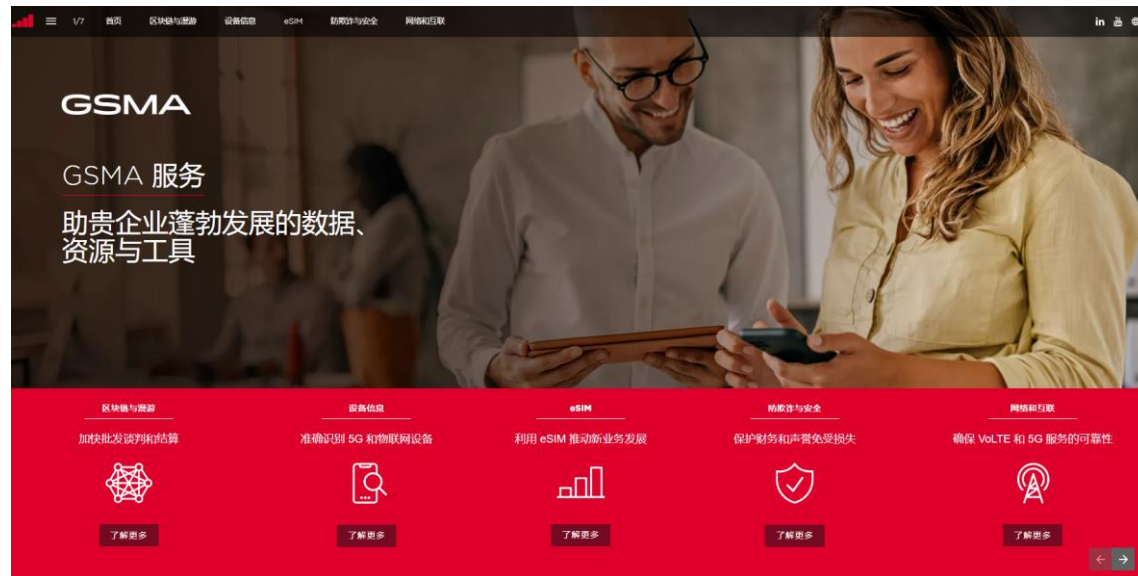 1/7 首页 区块链与漫游 设备信息 eSIM 防欺诈与安全 网络和互联 in
GSMA
GSMA 服务
助贵企业蓬勃发展的数据、
资源与工具
区块链与漫游 设备信息 eSIM 防欺诈与安全 网络和互联
加快批发谈判和结算 准确识别 5G 和物联网设备 利用 eSIM 推动新业务发展 保护财务和声誉免受损失 确保 VoLTE 和 5G 服务的可靠性
了解更多 了解更多 了解更多 了解更多 了解更多